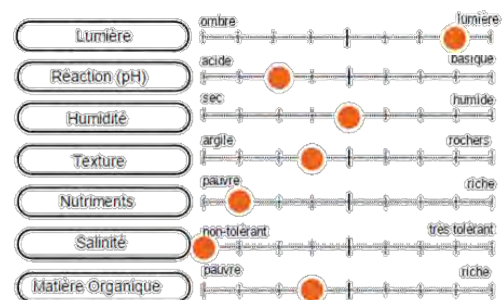 ombre lumière
Lumière
acide basique
Réaction (pH)
sec humide
Humidité
argile rochers
Texture
pauvre riche
Nutriments
non-tolérant très tolérant
Salinité
pauvre riche
Matière Organique